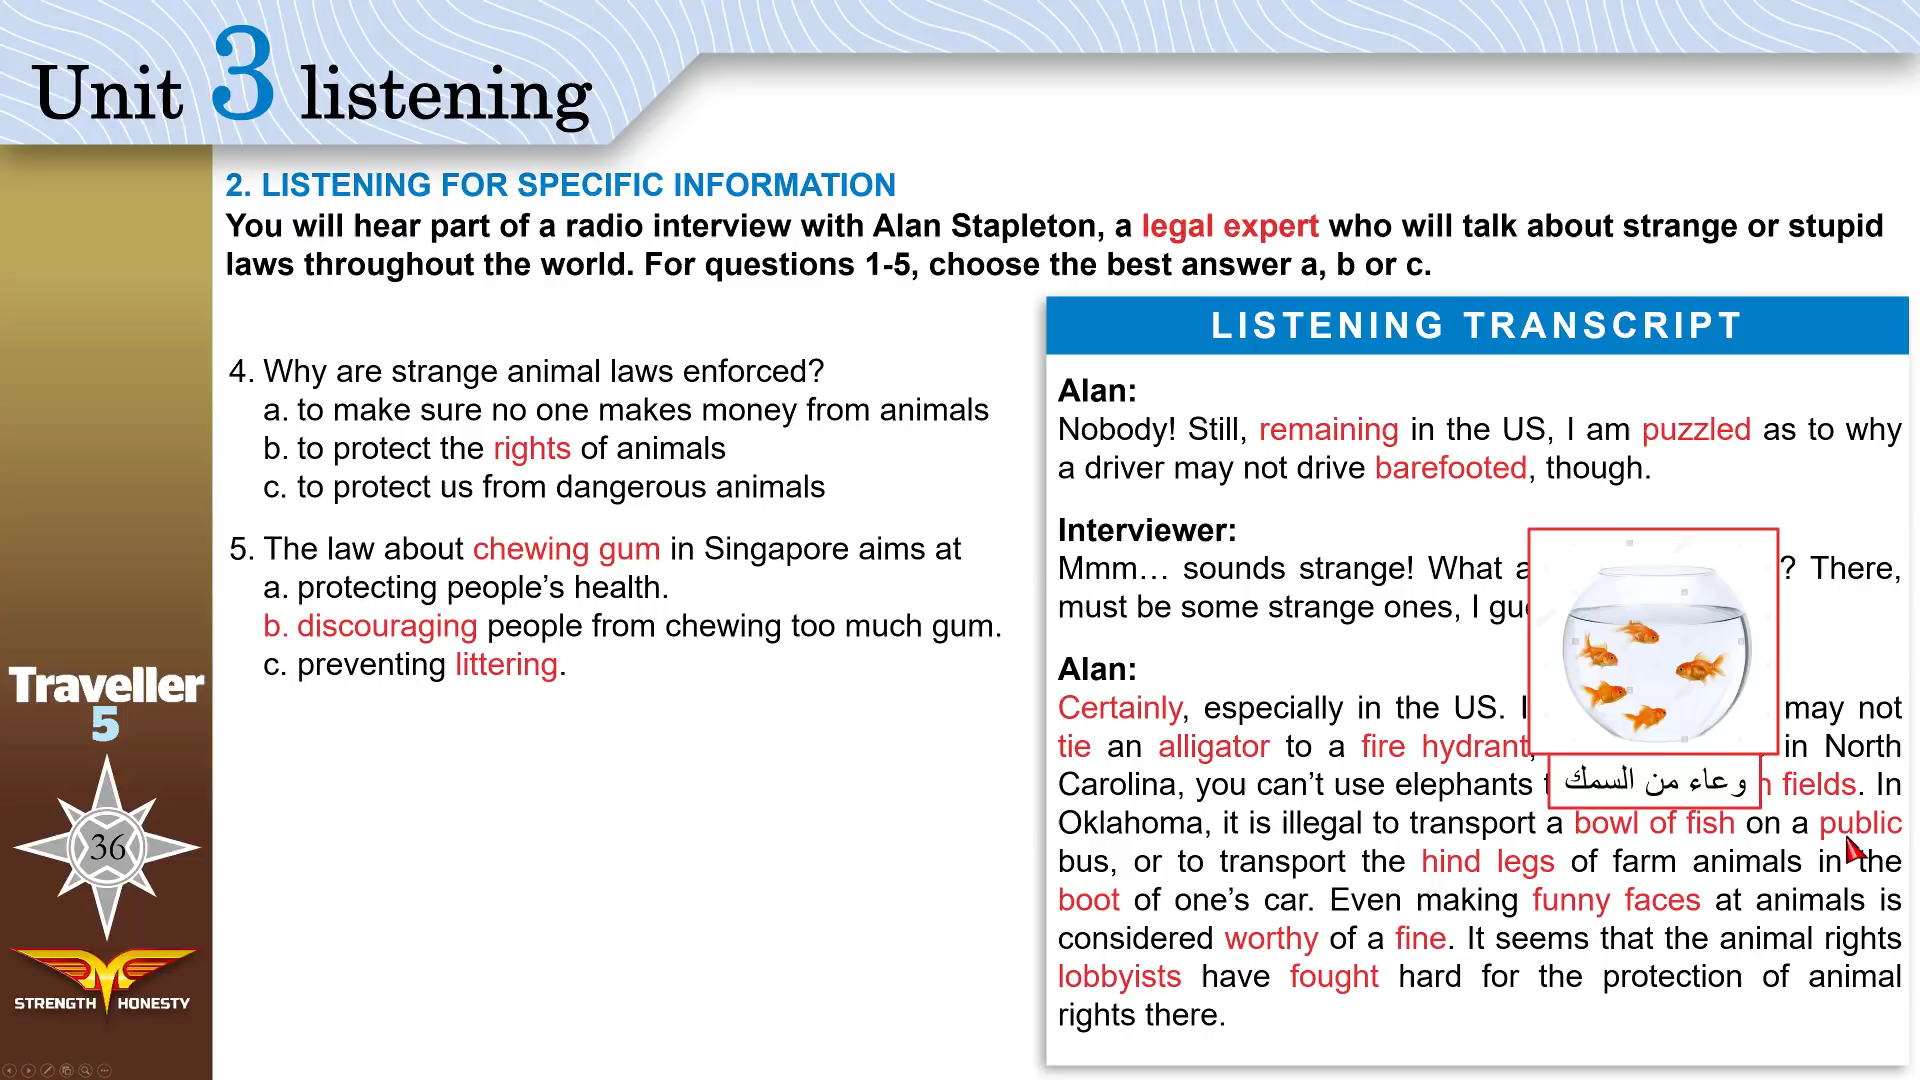 Unit 3 listening
2. LISTENING FOR SPECIFIC INFORMATION
You will hear part of a radio interview with Alan Stapleton, a legal expert who will talk about strange or stupid
laws throughout the world. For questions 1-5, choose the best answer a, b or c.
4. Why are strange animal laws enforced?
a. to make sure no one makes money from animals
b. to protect the rights of animals
c. to protect us from dangerous animals
5. The law about chewing gum in Singapore aims at
a. protecting people's health.
b. discouraging people from chewing too much gum.
c. preventing littering.
LISTENING TRANSCRIPT
Alan:
Nobody! Still, remaining in the US, I am puzzled as to why
a driver may not drive barefooted, though.
Interviewer:
Mmm… sounds strange! What ? There,
must be some strange ones, I
Alan:
Certainly, especially in the US. may not
tie an alligator to a fire hydrant, in North
Carolina, you can't use elephants fields. In
Oklahoma, it is illegal to transport a bowl of fish on a public
bus, or to transport the hind legs of farm animals in the
boot of one's car. Even making funny faces at animals is
considered worthy of a fine. It seems that the animal rights
lobbyists have fought hard for the protection of animal
rights there.
وعاء من السمك
Traveller
5
36
STRENGTH HONESTY